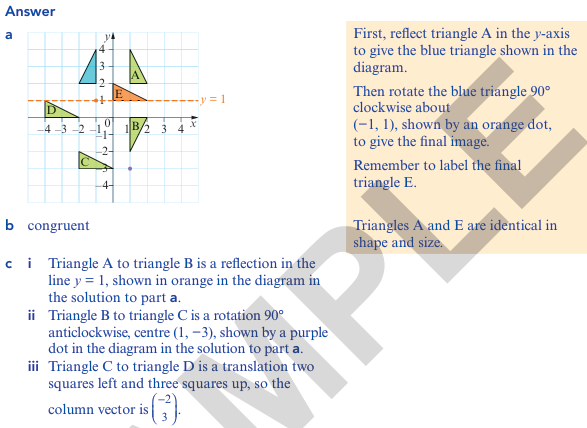 Answer
a
y
4
3
2
1
A
E
y = 1
D
–4 –3 –2 –1 0 1 B 2 3 4 x
–1
–2
C
–3
–4
First, reflect triangle A in the y-axis
to give the blue triangle shown in the
diagram.
Then rotate the blue triangle 90°
clockwise about
(−1, 1), shown by an orange dot,
to give the final image.
Remember to label the final
triangle E.
b congruent
Triangles A and E are identical in
shape and size.
c i Triangle A to triangle B is a reflection in the
line y = 1, shown in orange in the diagram in
the solution to part a.
ii Triangle B to triangle C is a rotation 90°
anticlockwise, centre (1, −3), shown by a purple
dot in the diagram in the solution to part a.
iii Triangle C to triangle D is a translation two
squares left and three squares up, so the
column vector is (−2
3).
AMPLE